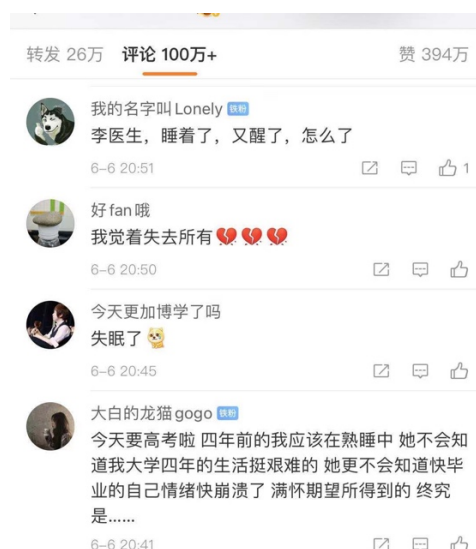 转发 26万 评论 100万+ 赞 394万
我的名字叫Lonely 铁粉
李医生，睡着了，又醒了，怎么了
6-6 20:51 1
好fan哦
我觉着失去所有💔💔💔
6-6 20:50
今天更加博学了吗
失眠了
6-6 20:45
大白的龙猫gogo 铁粉
今天要高考啦 四年前的我应该在熟睡中 她不会知
道我大学四年的生活挺艰难的 她更不会知道快毕
业的自己情绪快崩溃了 满怀期望所得到的 终究
是……
6-6 20:41